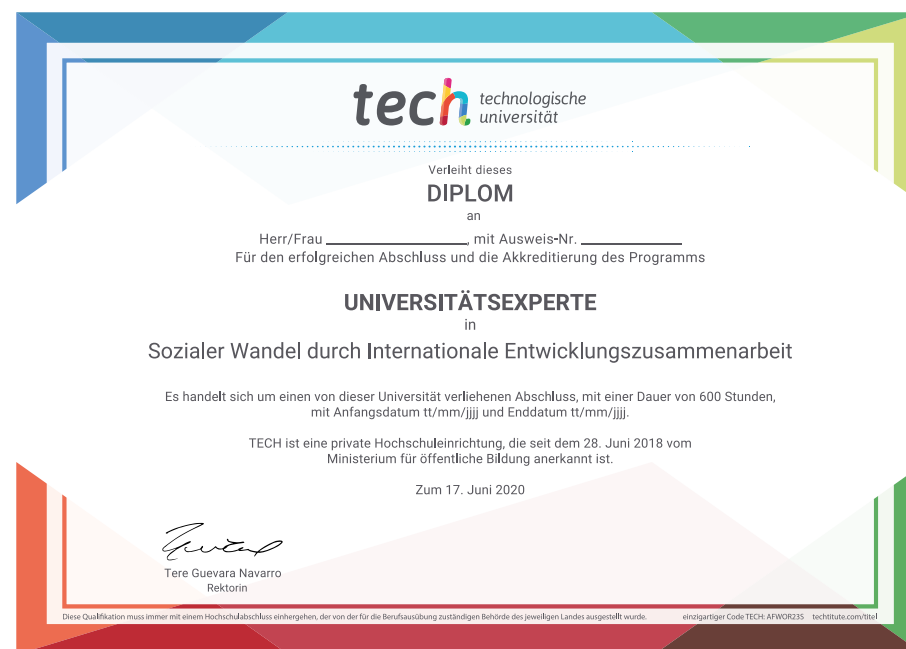 tech technologische
universität
Verleiht dieses
DIPLOM
an
Herr/Frau ____________, mit Ausweis-Nr. ____________
Für den erfolgreichen Abschluss und die Akkreditierung des Programms
UNIVERSITÄTSEXPERTE
in
Sozialer Wandel durch Internationale Entwicklungszusammenarbeit
Es handelt sich um einen von dieser Universität verliehenen Abschluss, mit einer Dauer von 600 Stunden,
mit Anfangsdatum tt/mm/jjjj und Enddatum tt/mm/jjjj.
TECH ist eine private Hochschuleinrichtung, die seit dem 28. Juni 2018 vom
Ministerium für öffentliche Bildung anerkannt ist.
Zum 17. Juni 2020
Tere Guevara Navarro
Rektorin
Diese Qualifikation muss immer mit einem Hochschulabschluss einhergehen, der von der für die Berufsausübung zuständigen Behörde des jeweiligen Landes ausgestellt wurde. einzigartiger Code TECH: AFWOR23S techtitute.com/titel